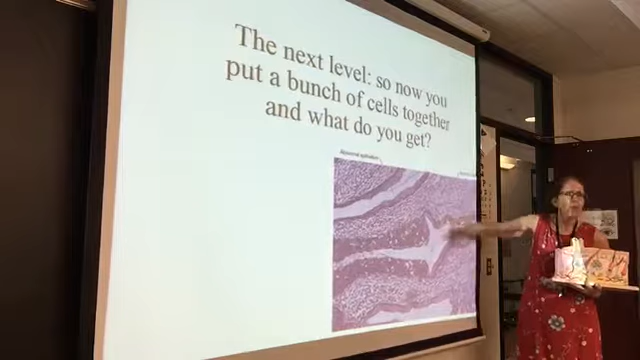 The next level: so now you
put a bunch of cells together
and what do you get?